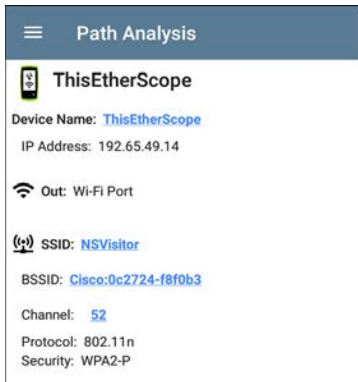 Path Analysis
ThisEtherScope
Device Name: ThisEtherScope
IP Address: 192.65.49.14
Out: Wi-Fi Port
SSID: NSVisitor
BSSID: Cisco:0c2724-f8f0b3
Channel: 52
Protocol: 802.11n
Security: WPA2-P